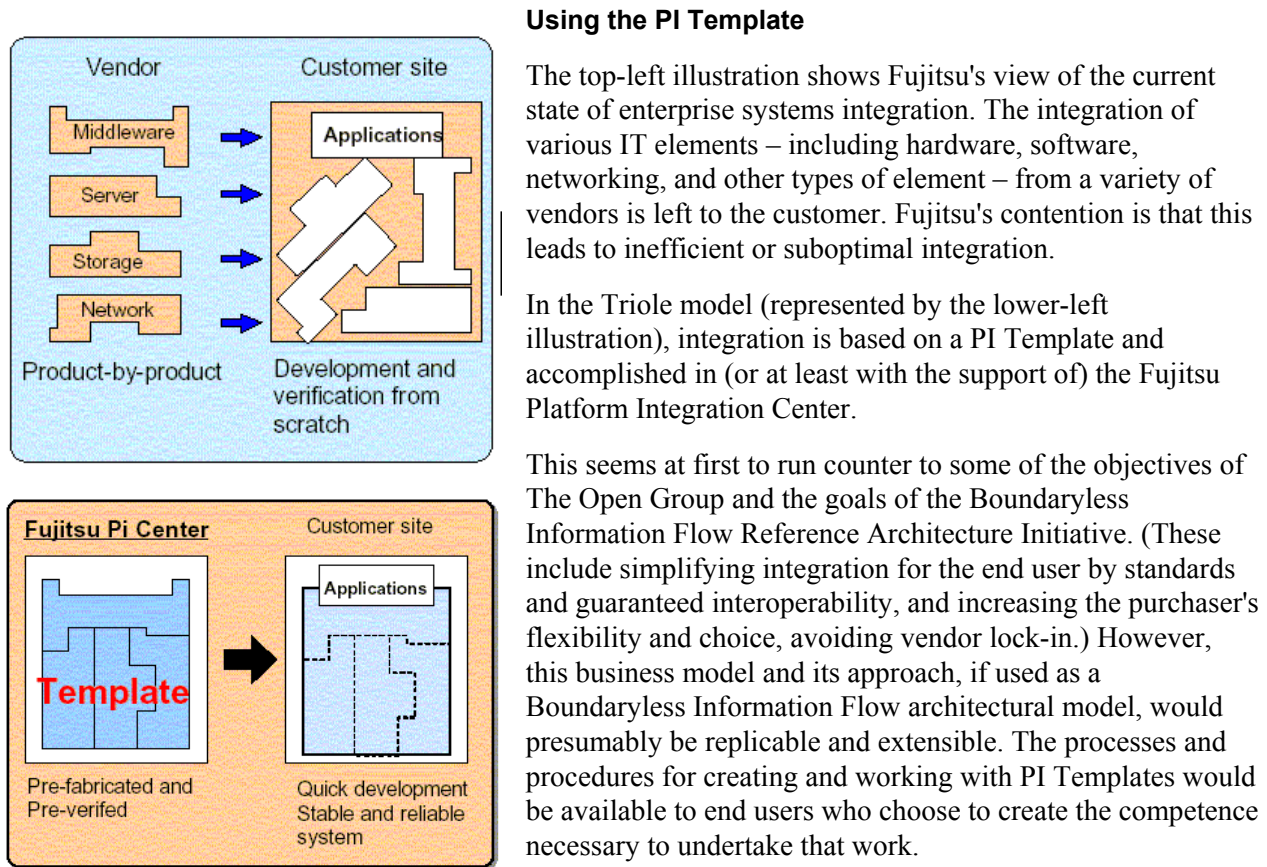 Vendor
Customer site
Middleware
Server
Storage
Network
Applications
Product-by-product
Development and
verification from
scratch
Fujitsu Pi Center
Customer site
Template
Applications
Pre-fabricated and
Pre-verifed
Quick development
Stable and reliable
system
Using the PI Template
The top-left illustration shows Fujitsu's view of the current
state of enterprise systems integration. The integration of
various IT elements – including hardware, software,
networking, and other types of element – from a variety of
vendors is left to the customer. Fujitsu's contention is that this
leads to inefficient or suboptimal integration.
In the Triole model (represented by the lower-left
illustration), integration is based on a PI Template and
accomplished in (or at least with the support of) the Fujitsu
Platform Integration Center.
This seems at first to run counter to some of the objectives of
The Open Group and the goals of the Boundaryless
Information Flow Reference Architecture Initiative. (These
include simplifying integration for the end user by standards
and guaranteed interoperability, and increasing the purchaser's
flexibility and choice, avoiding vendor lock-in.) However,
this business model and its approach, if used as a
Boundaryless Information Flow architectural model, would
presumably be replicable and extensible. The processes and
procedures for creating and working with PI Templates would
be available to end users who choose to create the competence
necessary to undertake that work.